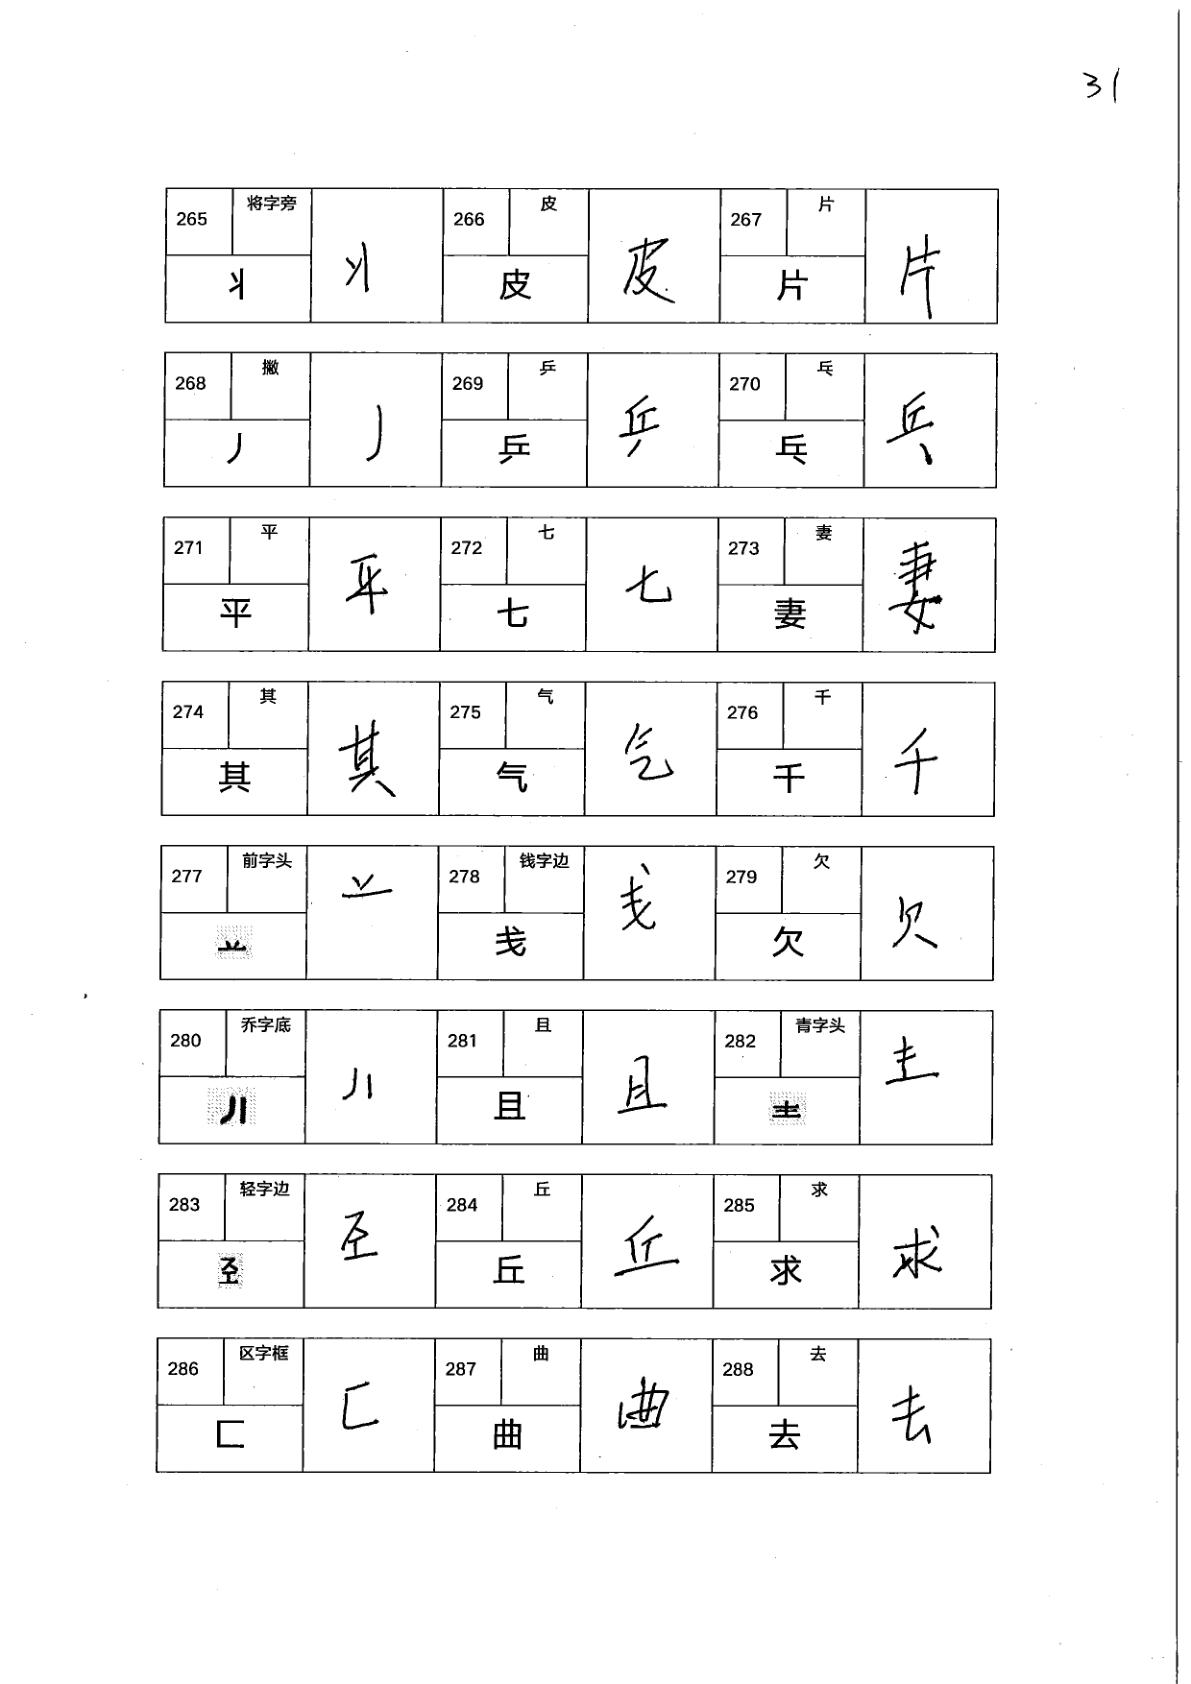 31
265 将字旁 丬 丬 266 皮 皮 皮 267 片 片 片
268 撇 丿 丿 269 乒 乒 乒 270 乓 乓 乓
271 平 平 平 272 七 七 七 273 妻 妻 妻
274 其 其 其 275 气 气 气 276 千 千 千
277 前字头 䒑 䒑 278 钱字边 戋 戋 279 欠 欠 欠
280 乔字底 丿丨 丿丨 281 且 且 且 282 青字头 龶 龶
283 轻字边 𢀖 𢀖 284 丘 丘 丘 285 求 求 求
286 区字框 匚 匚 287 曲 曲 曲 288 去 去 去